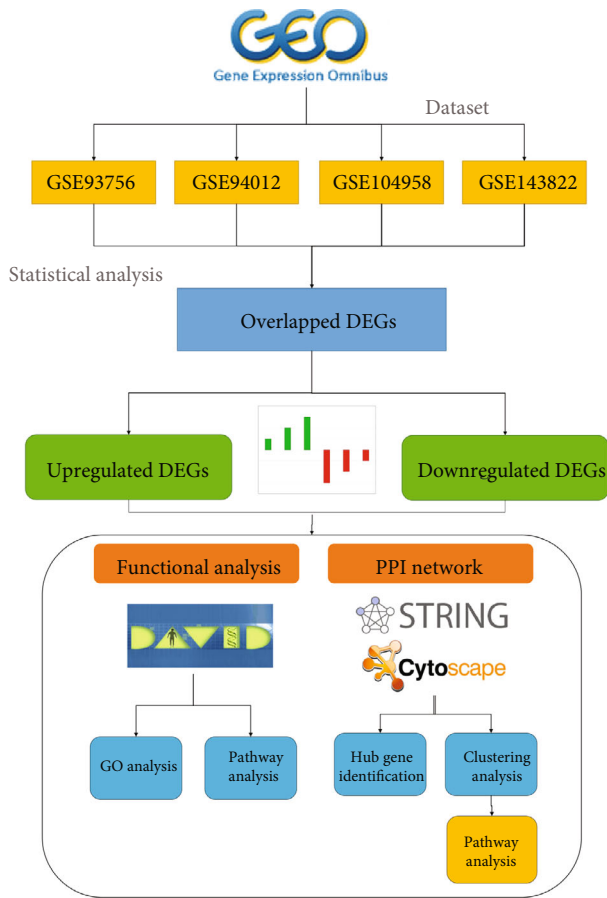 GEO
Gene Expression Omnibus
Dataset
GSE93756
GSE94012
GSE104958
GSE143822
Statistical analysis
Overlapped DEGs
Upregulated DEGs
Downregulated DEGs
Functional analysis
PPI network
DAVID
STRING
Cytoscape
GO analysis
Pathway
analysis
Hub gene
identification
Clustering
analysis
Pathway
analysis